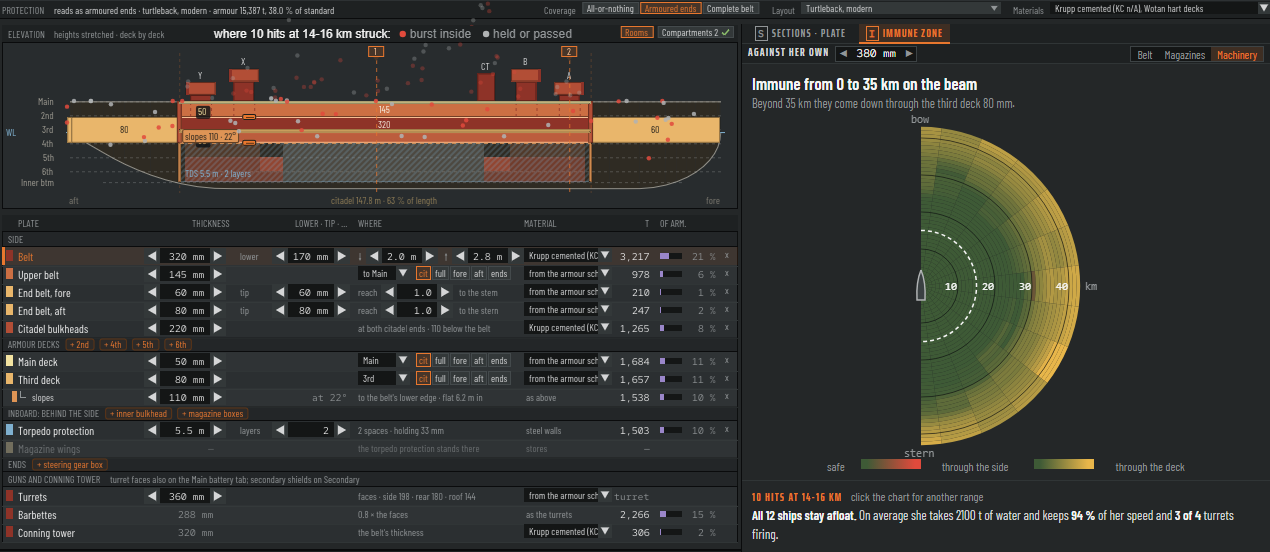 PROTECTION reads as armoured ends · turtleback, modern · armour 15,387 t, 38.0 % of standard Coverage All-or-nothing Armoured ends Complete belt Layout Turtleback, modern Materials Krupp cemented (KC n/A), Wotan hart decks
ELEVATION heights stretched · deck by deck where 10 hits at 14-16 km struck: burst inside held or passed Rooms Compartments 2 ✓
1 2
Y X CT B A
Main
2nd
3rd
WL
4th
5th
6th
Inner btm
50 145
80 320 60
slopes 110 · 22°
TDS 5.5 m · 2 layers
aft citadel 147.8 m · 63 % of length fore
PLATE THICKNESS LOWER · TIP ·... WHERE MATERIAL T OF ARM.
SIDE
Belt 320 mm lower 170 mm ↓ 2.0 m ↑ 2.8 m Krupp cemented (KC 3,217 21 % x
Upper belt 145 mm to Main cit full fore aft ends from the armour sch 978 6 % x
End belt, fore 60 mm tip 60 mm reach 1.0 to the stem from the armour sch 210 1 % x
End belt, aft 80 mm tip 80 mm reach 1.0 to the stern from the armour sch 247 2 % x
Citadel bulkheads 220 mm at both citadel ends · 110 below the belt Krupp cemented (KC 1,265 8 % x
ARMOUR DECKS + 2nd + 4th + 5th + 6th
Main deck 50 mm Main cit full fore aft ends from the armour sch 1,684 11 % x
Third deck 80 mm 3rd cit full fore aft ends from the armour sch 1,657 11 % x
slopes 110 mm at 22° to the belt's lower edge · flat 6.2 m in as above 1,538 10 % x
INBOARD: BEHIND THE SIDE + inner bulkhead + magazine boxes
Torpedo protection 5.5 m layers 2 2 spaces · holding 33 mm steel walls 1,503 10 % x
Magazine wings — the torpedo protection stands there stores —
ENDS + steering gear box
GUNS AND CONNING TOWER turret faces also on the Main battery tab; secondary shields on Secondary
Turrets 360 mm faces · side 198 · rear 180 · roof 144 from the armour sch turret
Barbettes 288 mm 0.8 × the faces as the turrets 2,266 15 %
Conning tower 320 mm the belt's thickness Krupp cemented (KC 306 2 %
S SECTIONS · PLATE I IMMUNE ZONE
AGAINST HER OWN 380 mm Belt Magazines Machinery
Immune from 0 to 35 km on the beam
Beyond 35 km they come down through the third deck 80 mm.
bow
10 20 30 40 km
stern
safe through the side through the deck
10 HITS AT 14-16 KM click the chart for another range
All 12 ships stay afloat. On average she takes 2100 t of water and keeps 94 % of her speed and 3 of 4 turrets
firing.